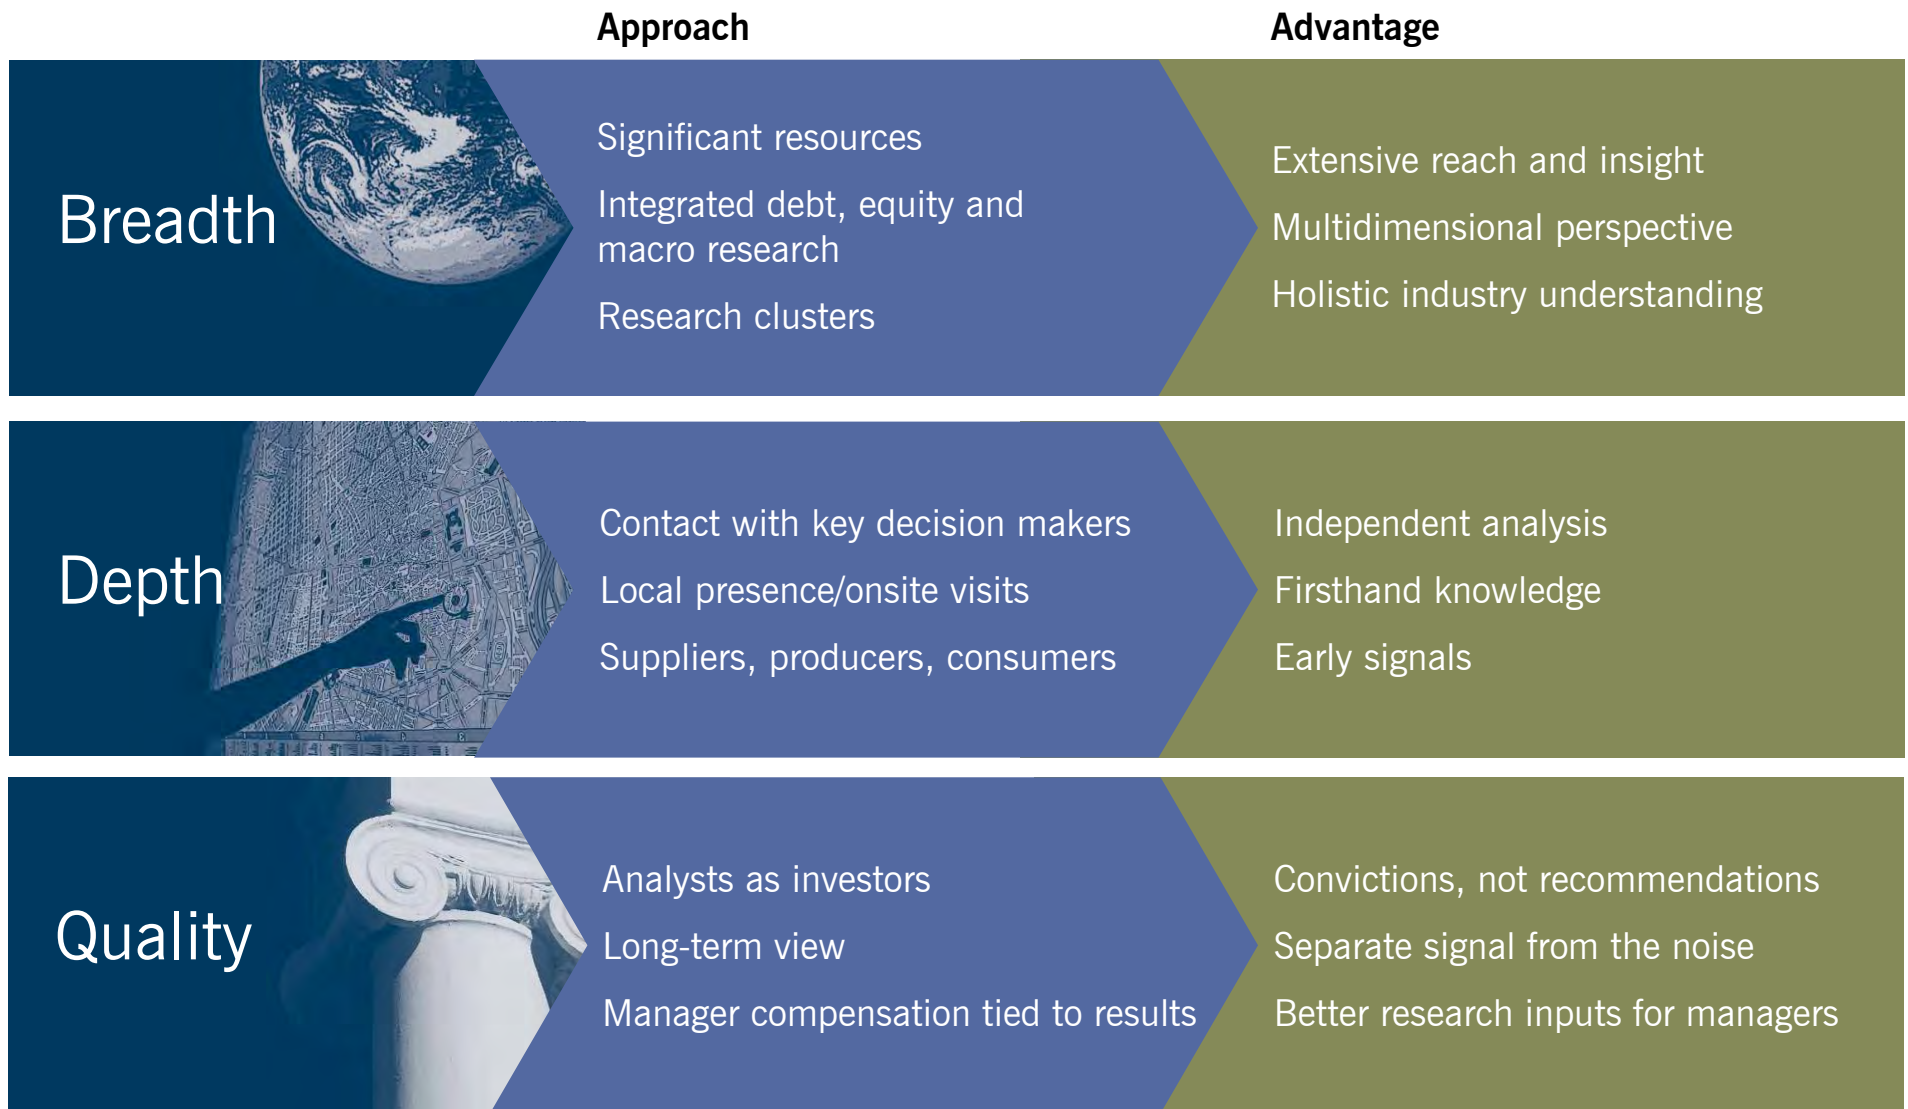 Approach
Advantage
Breadth
Significant resources
Integrated debt, equity and
macro research
Research clusters
Extensive reach and insight
Multidimensional perspective
Holistic industry understanding
Depth
Contact with key decision makers
Local presence/onsite visits
Suppliers, producers, consumers
Independent analysis
Firsthand knowledge
Early signals
Quality
Analysts as investors
Long-term view
Manager compensation tied to results
Convictions, not recommendations
Separate signal from the noise
Better research inputs for managers